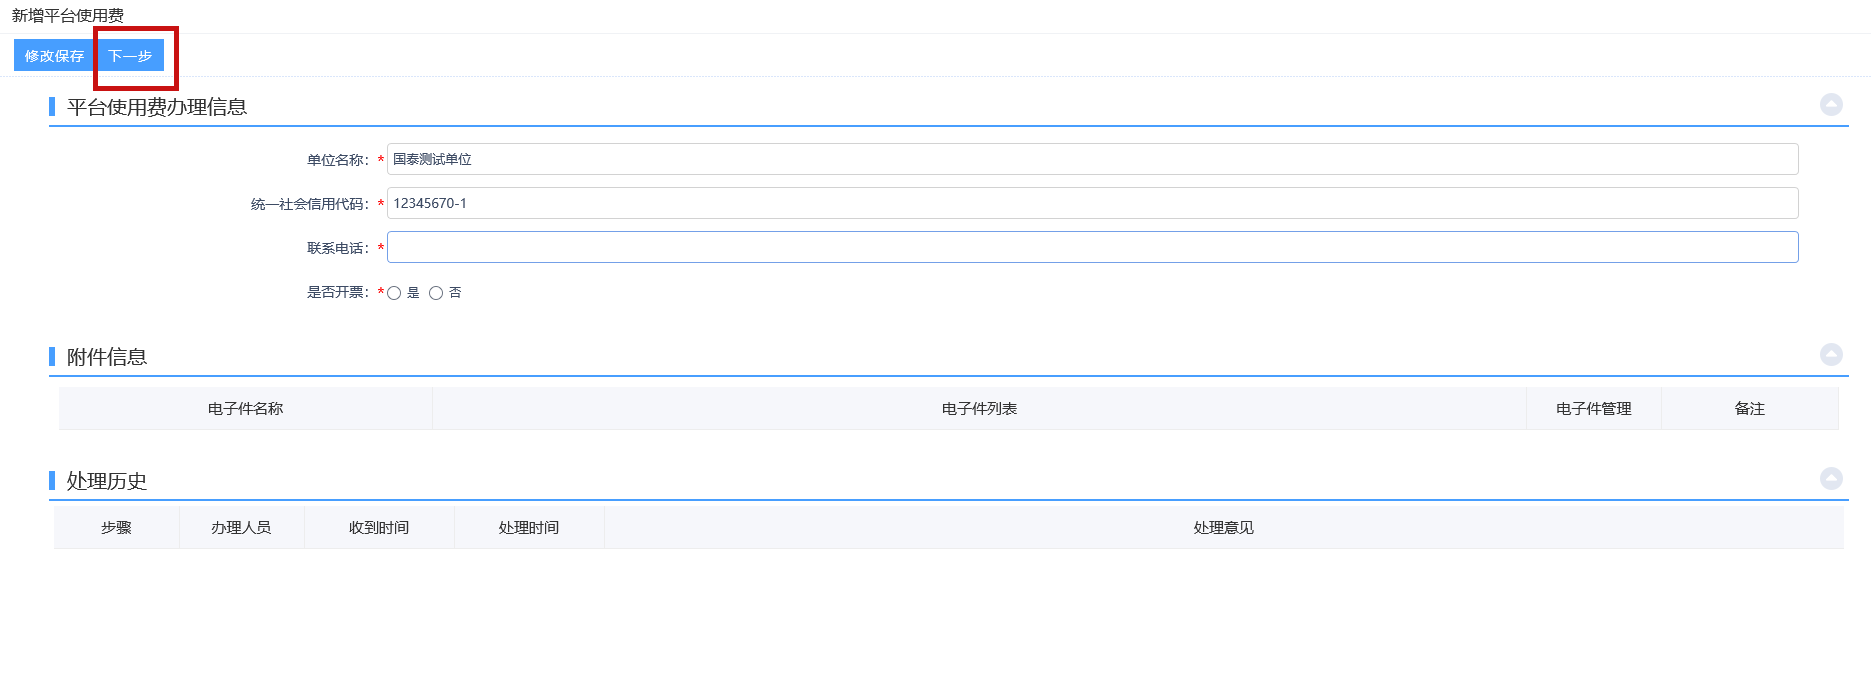 新增平台使用费
修改保存 下一步
平台使用费办理信息
单位名称：* 国泰测试单位
统一社会信用代码：* 12345670-1
联系电话：*
是否开票：* 是 否
附件信息
电子件名称 电子件列表 电子件管理 备注
处理历史
步骤 办理人员 收到时间 处理时间 处理意见